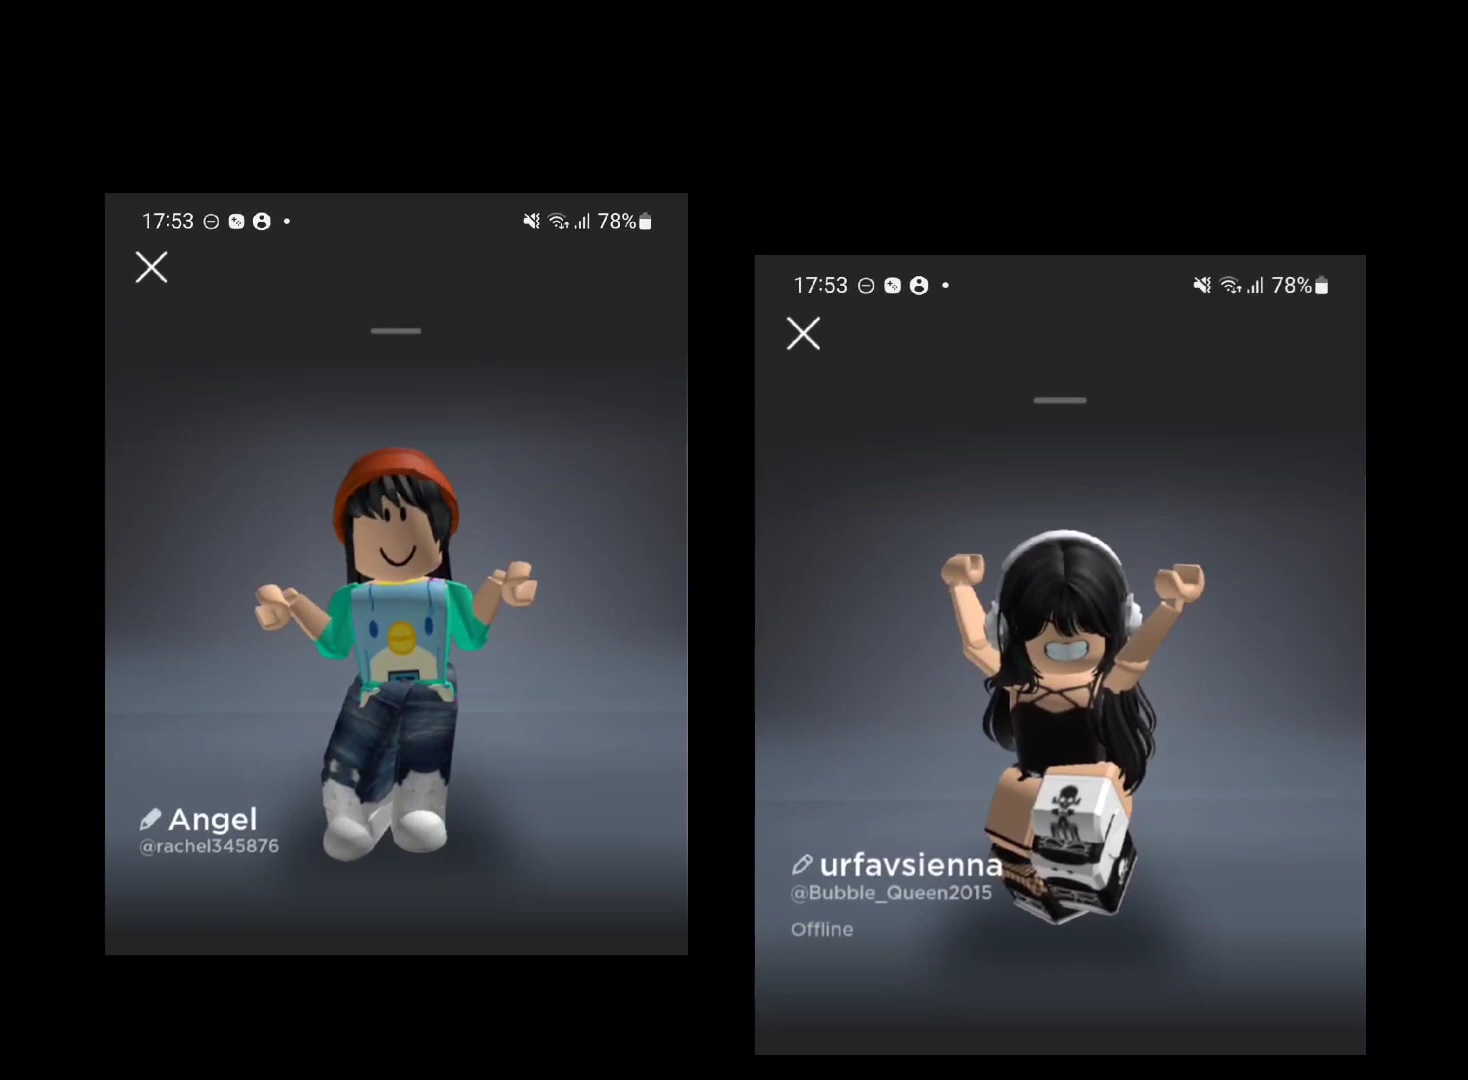 17:53
78%
Angel
@rachel345876
17:53
78%
urfavsienna
@Bubble_Queen2015
Offline